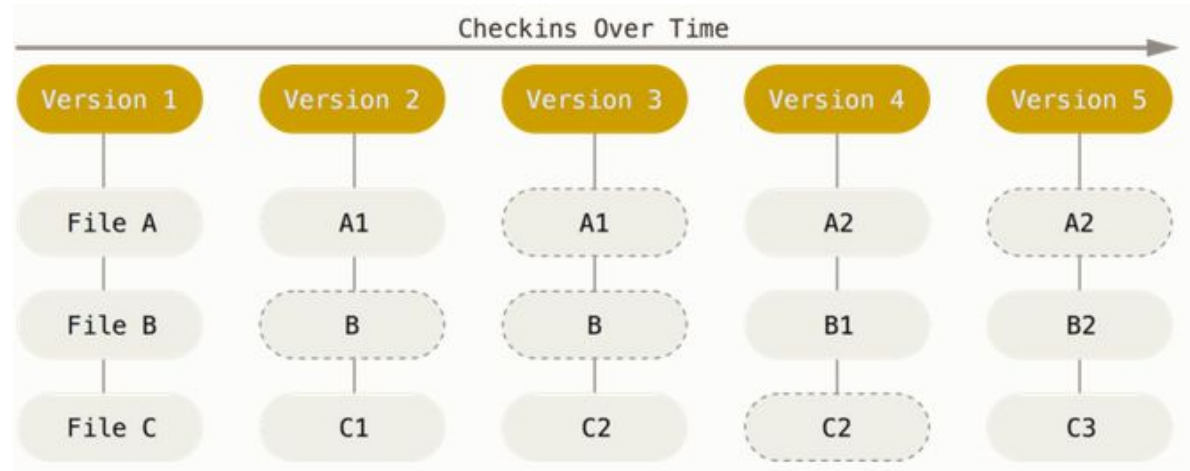 Checkins Over Time
Version 1 Version 2 Version 3 Version 4 Version 5
File A A1 A1 A2 A2
File B B B B1 B2
File C C1 C2 C2 C3